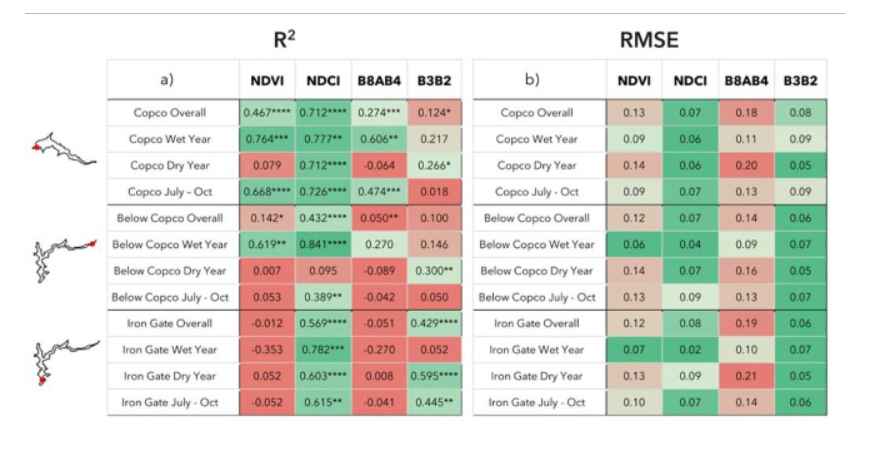 R² RMSE
a) NDVI NDCI B8AB4 B3B2 b) NDVI NDCI B8AB4 B3B2
Copco Overall 0.467**** 0.712**** 0.274*** 0.124* Copco Overall 0.13 0.07 0.18 0.08
Copco Wet Year 0.764*** 0.777** 0.606** 0.217 Copco Wet Year 0.09 0.06 0.11 0.09
Copco Dry Year 0.079 0.712**** -0.064 0.266* Copco Dry Year 0.14 0.06 0.20 0.05
Copco July - Oct 0.668**** 0.726**** 0.474*** 0.018 Copco July - Oct 0.09 0.07 0.13 0.09
Below Copco Overall 0.142* 0.432**** 0.050** 0.100 Below Copco Overall 0.12 0.07 0.14 0.06
Below Copco Wet Year 0.619** 0.841**** 0.270 0.146 Below Copco Wet Year 0.06 0.04 0.09 0.07
Below Copco Dry Year 0.007 0.095 -0.089 0.300** Below Copco Dry Year 0.14 0.07 0.16 0.05
Below Copco July - Oct 0.053 0.389** -0.042 0.050 Below Copco July - Oct 0.13 0.09 0.13 0.07
Iron Gate Overall -0.012 0.569**** -0.051 0.429**** Iron Gate Overall 0.12 0.08 0.19 0.06
Iron Gate Wet Year -0.353 0.782*** -0.270 0.052 Iron Gate Wet Year 0.07 0.02 0.10 0.07
Iron Gate Dry Year 0.052 0.603**** 0.008 0.595**** Iron Gate Dry Year 0.13 0.09 0.21 0.05
Iron Gate July - Oct -0.052 0.615** -0.041 0.445** Iron Gate July - Oct 0.10 0.07 0.14 0.06